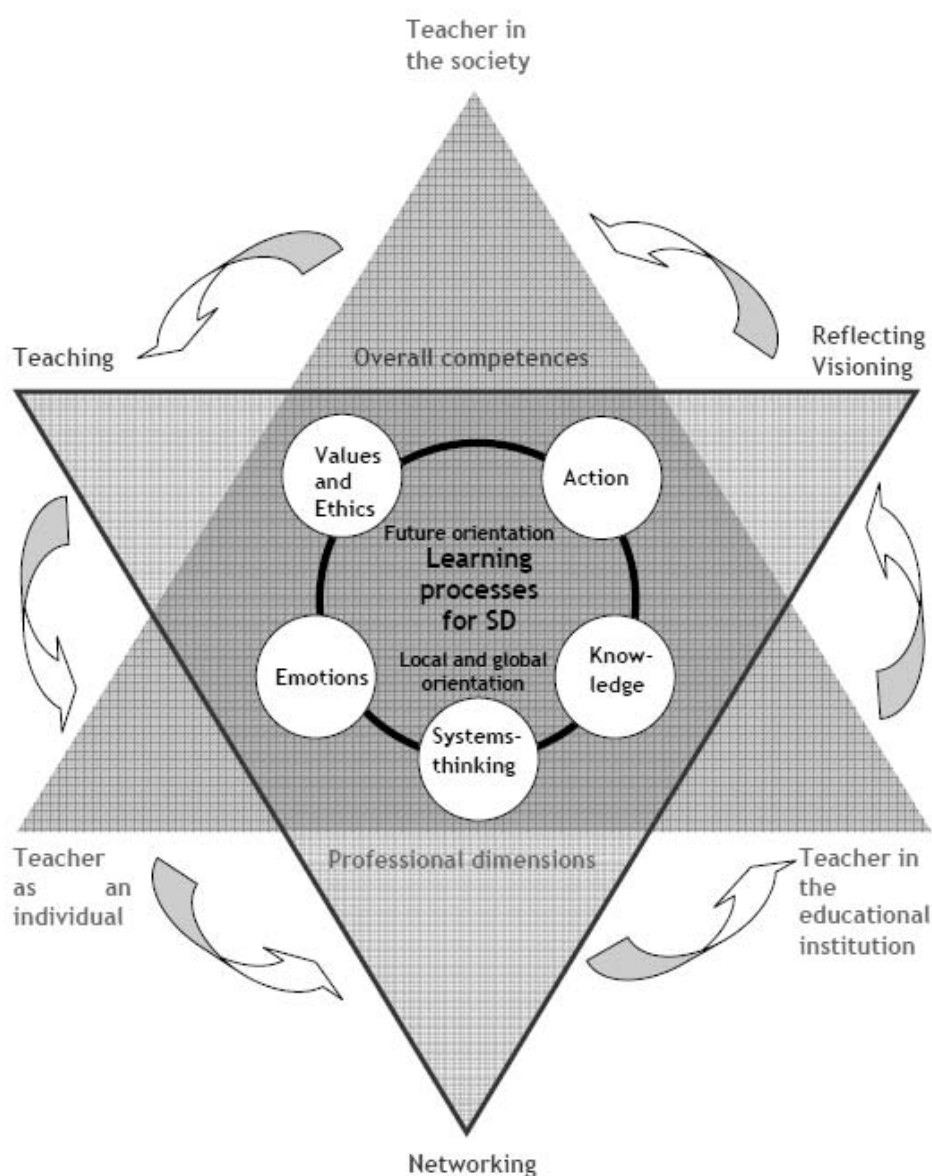 Teacher in
the society
Teaching
Overall competences
Reflecting
Visioning
Values
and
Ethics
Action
Future orientation
Learning
processes
for SD
Local and global
orientation
Emotions
Know-
ledge
Systems-
thinking
Teacher
as an
individual
Professional dimensions
Teacher in
the
educational
institution
Networking